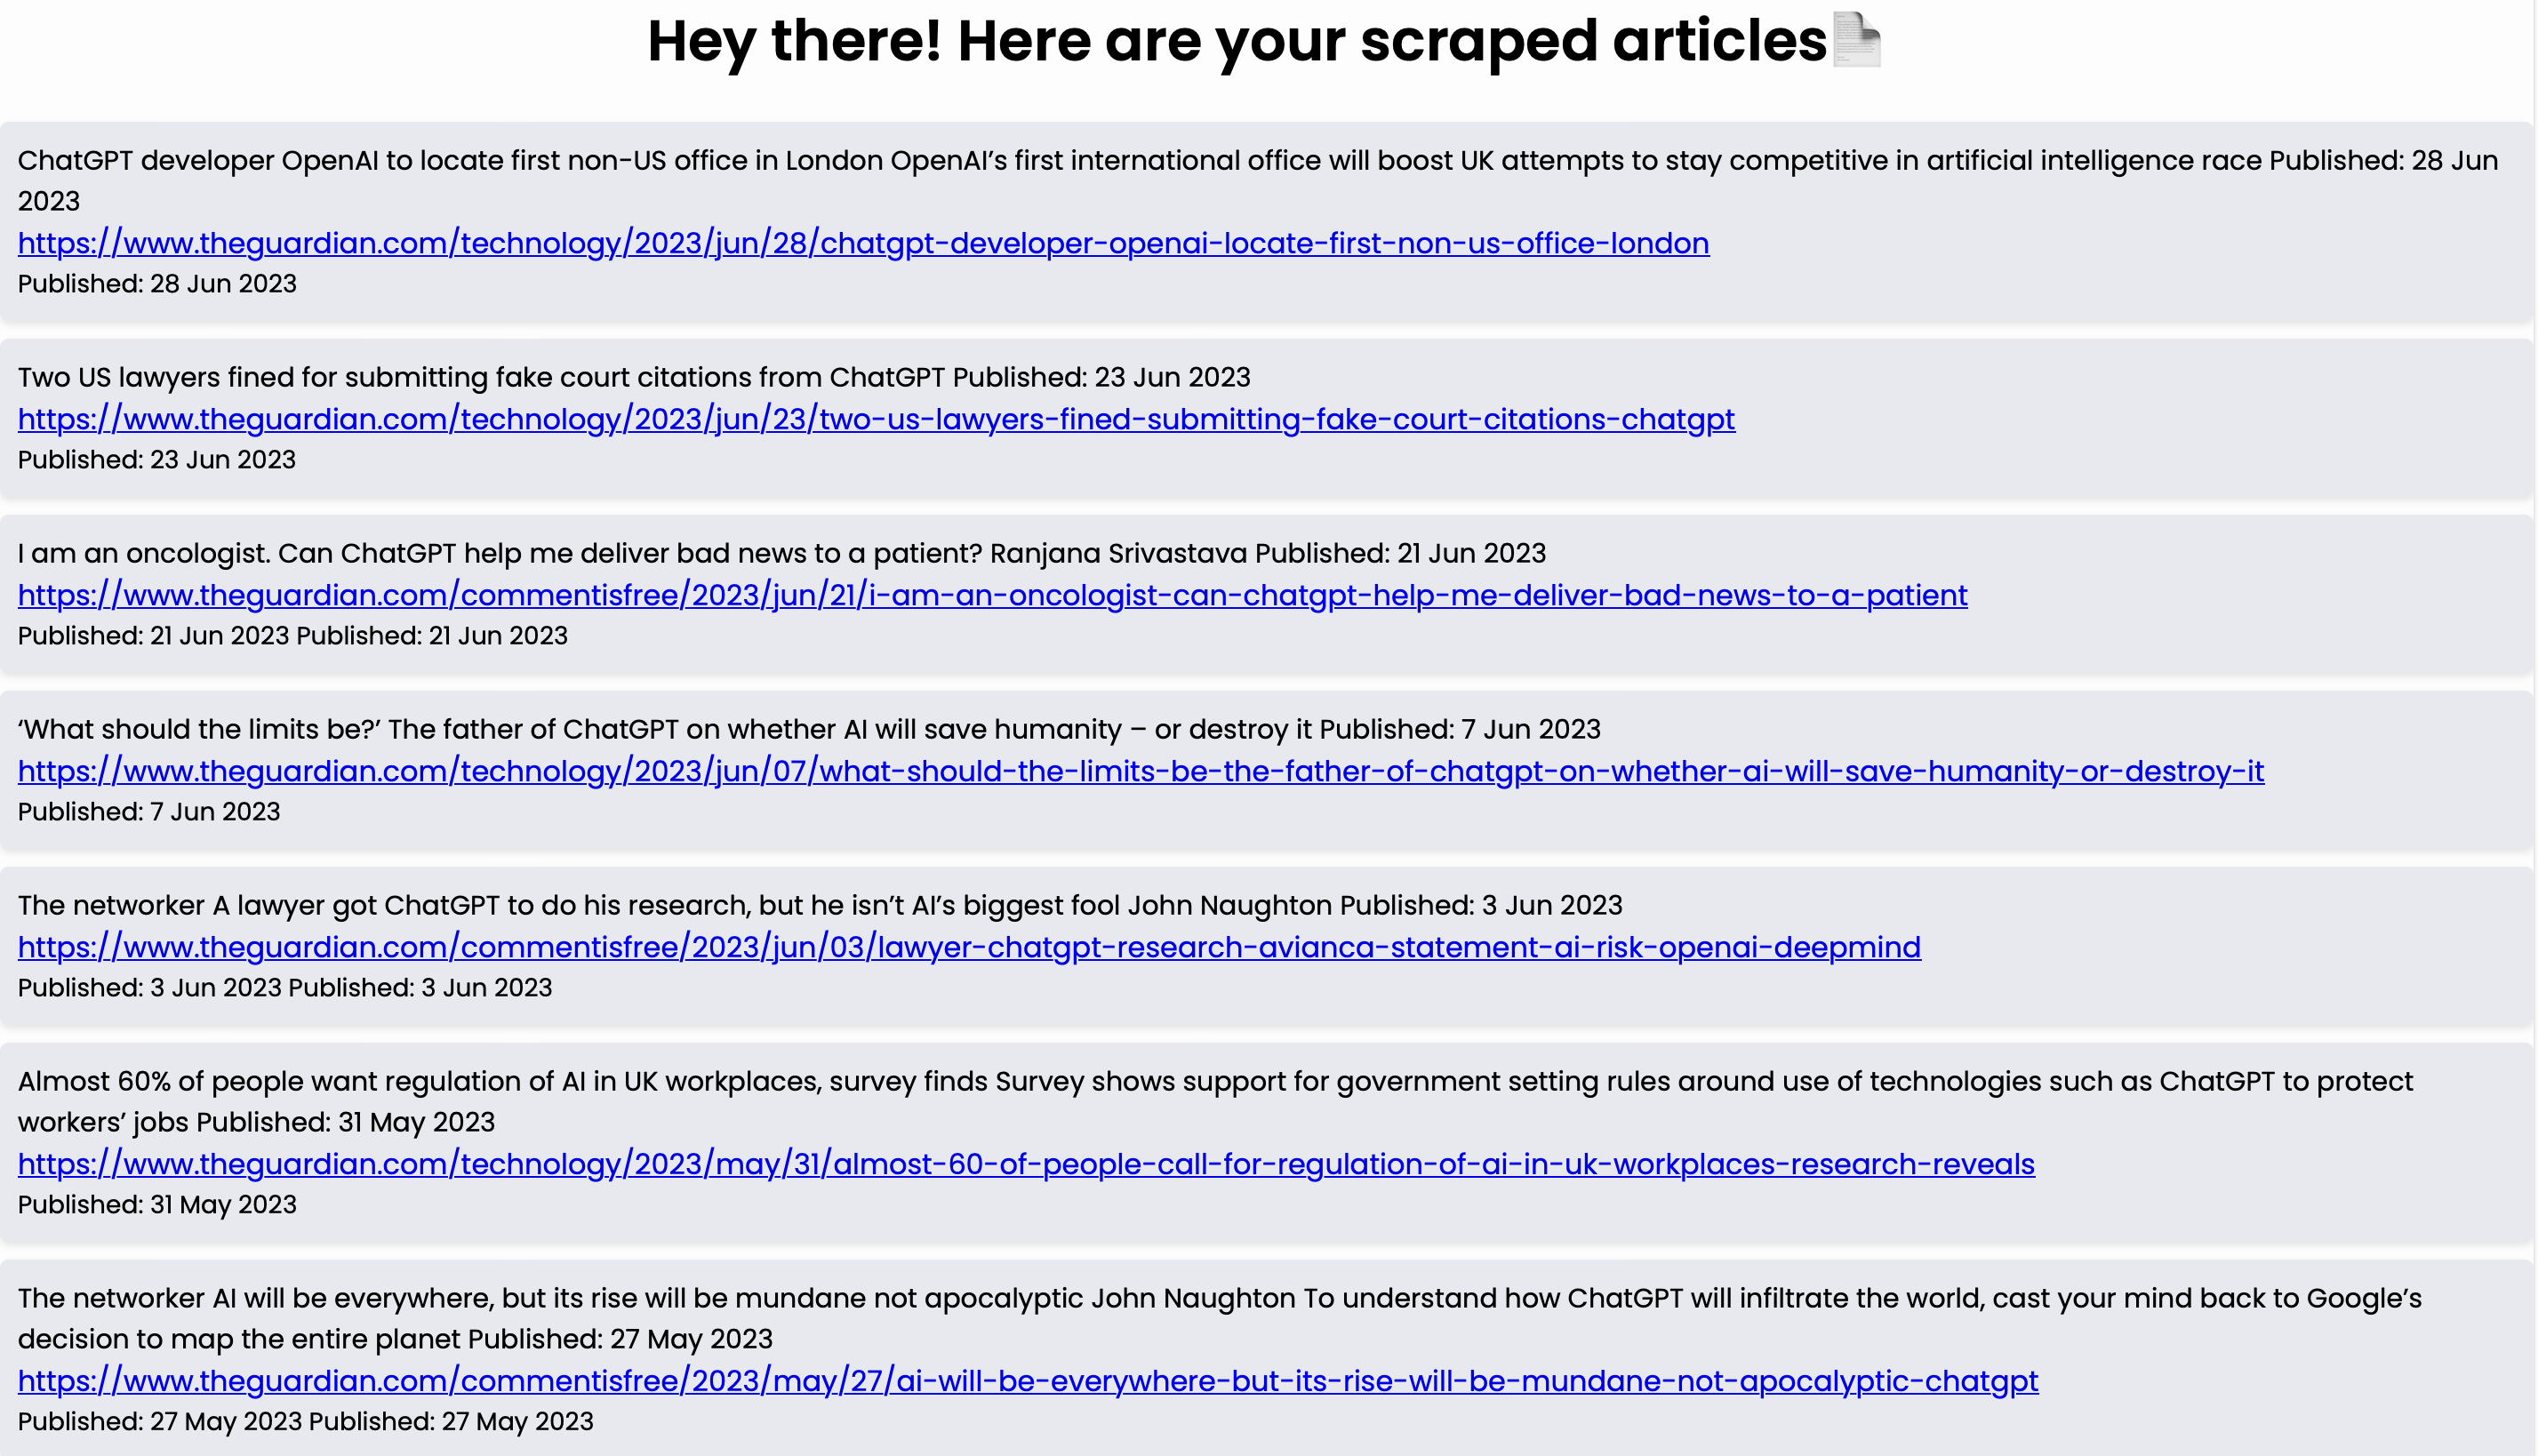 Hey there! Here are your scraped articles
ChatGPT developer OpenAI to locate first non-US office in London OpenAI’s first international office will boost UK attempts to stay competitive in artificial intelligence race Published: 28 Jun
2023
https://www.theguardian.com/technology/2023/jun/28/chatgpt-developer-openai-locate-first-non-us-office-london
Published: 28 Jun 2023
Two US lawyers fined for submitting fake court citations from ChatGPT Published: 23 Jun 2023
https://www.theguardian.com/technology/2023/jun/23/two-us-lawyers-fined-submitting-fake-court-citations-chatgpt
Published: 23 Jun 2023
I am an oncologist. Can ChatGPT help me deliver bad news to a patient? Ranjana Srivastava Published: 21 Jun 2023
https://www.theguardian.com/commentisfree/2023/jun/21/i-am-an-oncologist-can-chatgpt-help-me-deliver-bad-news-to-a-patient
Published: 21 Jun 2023 Published: 21 Jun 2023
‘What should the limits be?’ The father of ChatGPT on whether AI will save humanity – or destroy it Published: 7 Jun 2023
https://www.theguardian.com/technology/2023/jun/07/what-should-the-limits-be-the-father-of-chatgpt-on-whether-ai-will-save-humanity-or-destroy-it
Published: 7 Jun 2023
The networker A lawyer got ChatGPT to do his research, but he isn’t AI’s biggest fool John Naughton Published: 3 Jun 2023
https://www.theguardian.com/commentisfree/2023/jun/03/lawyer-chatgpt-research-avianca-statement-ai-risk-openai-deepmind
Published: 3 Jun 2023 Published: 3 Jun 2023
Almost 60% of people want regulation of AI in UK workplaces, survey finds Survey shows support for government setting rules around use of technologies such as ChatGPT to protect
workers’ jobs Published: 31 May 2023
https://www.theguardian.com/technology/2023/may/31/almost-60-of-people-call-for-regulation-of-ai-in-uk-workplaces-research-reveals
Published: 31 May 2023
The networker AI will be everywhere, but its rise will be mundane not apocalyptic John Naughton To understand how ChatGPT will infiltrate the world, cast your mind back to Google’s
decision to map the entire planet Published: 27 May 2023
https://www.theguardian.com/commentisfree/2023/may/27/ai-will-be-everywhere-but-its-rise-will-be-mundane-not-apocalyptic-chatgpt
Published: 27 May 2023 Published: 27 May 2023